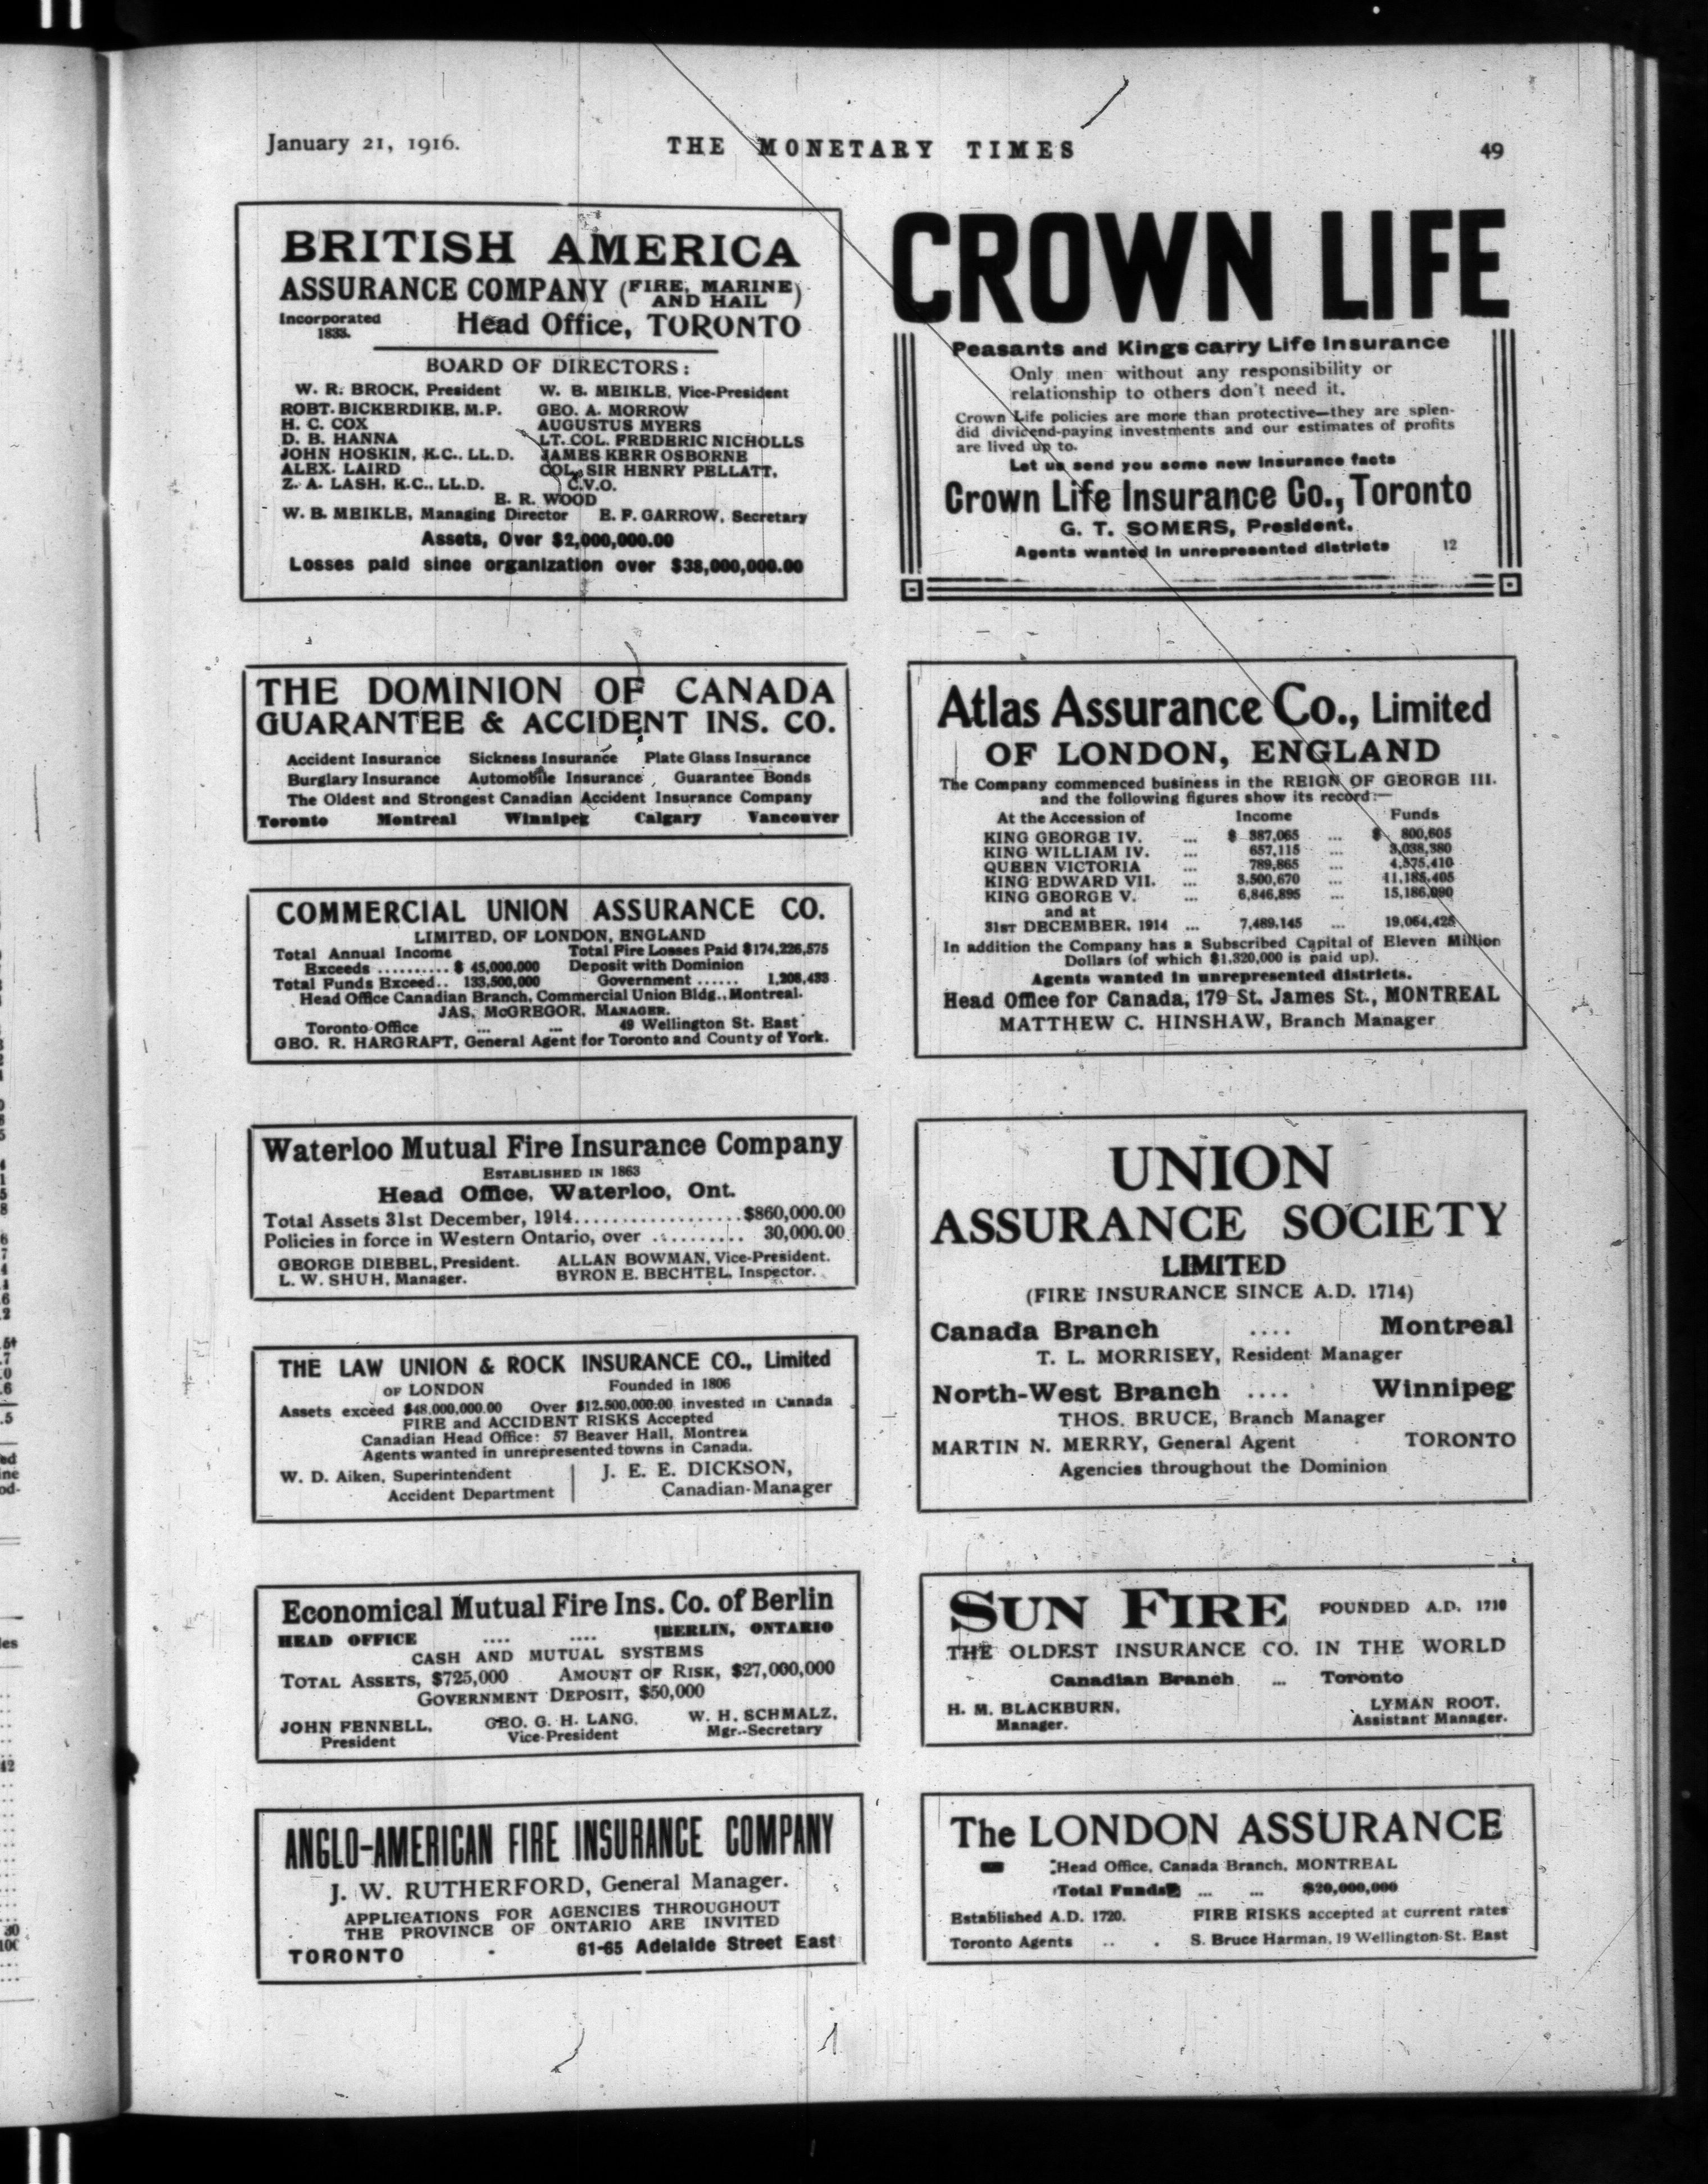 January 21, 1916.
THE MONETARY TIMES
49
BRITISH AMERICA
ASSURANCE COMPANY (FIRE, MARINE
AND HAIL)
Incorporated
1833.
Head Office, TORONTO
BOARD OF DIRECTORS:
W. R. BROCK, President W. B. MEIKLE, Vice-President
ROBT. BICKERDIKE, M.P. GEO. A. MORROW
H. C. COX AUGUSTUS MYERS
D. B. HANNA LT. COL. FREDERIC NICHOLLS
JOHN HOSKIN, K.C., LL.D. JAMES KERR OSBORNE
ALEX. LAIRD COL. SIR HENRY PELLATT,
Z. A. LASH, K.C., LL.D. C.V.O.
E. R. WOOD
W. B. MEIKLE, Managing Director E. F. GARROW, Secretary
Assets, Over $2,000,000.00
Losses paid since organization over $38,000,000.00
THE DOMINION OF CANADA
GUARANTEE & ACCIDENT INS. CO.
Accident Insurance Sickness Insurance Plate Glass Insurance
Burglary Insurance Automobile Insurance Guarantee Bonds
The Oldest and Strongest Canadian Accident Insurance Company
Toronto Montreal Winnipeg Calgary Vancouver
COMMERCIAL UNION ASSURANCE CO.
LIMITED, OF LONDON, ENGLAND
Total Annual Income Total Fire Losses Paid $174,226,575
Exceeds .......... $ 45,000,000 Deposit with Dominion
Total Funds Exceed.. 133,500,000 Government ...... 1,208,433
Head Office Canadian Branch, Commercial Union Bldg., Montreal.
JAS. McGREGOR, MANAGER.
Toronto Office ... ... 49 Wellington St. East
GEO. R. HARGRAFT, General Agent for Toronto and County of York.
Waterloo Mutual Fire Insurance Company
ESTABLISHED IN 1863
Head Office, Waterloo, Ont.
Total Assets 31st December, 1914.................$860,000.00
Policies in force in Western Ontario, over .......... 30,000.00
GEORGE DIEBEL, President. ALLAN BOWMAN, Vice-President.
L. W. SHUH, Manager. BYRON E. BECHTEL, Inspector.
THE LAW UNION & ROCK INSURANCE CO., Limited
OF LONDON Founded in 1806
Assets exceed $48,000,000.00 Over $12,500,000.00 invested in Canada
FIRE and ACCIDENT RISKS Accepted
Canadian Head Office: 57 Beaver Hall, Montrea
Agents wanted in unrepresented towns in Canada.
W. D. Aiken, Superintendent J. E. E. DICKSON,
Accident Department Canadian-Manager
Economical Mutual Fire Ins. Co. of Berlin
HEAD OFFICE .... .... BERLIN, ONTARIO
CASH AND MUTUAL SYSTEMS
TOTAL ASSETS, $725,000 AMOUNT OF RISK, $27,000,000
GOVERNMENT DEPOSIT, $50,000
JOHN FENNELL, GEO. G. H. LANG, W. H. SCHMALZ,
President Vice-President Mgr.-Secretary
ANGLO-AMERICAN FIRE INSURANCE COMPANY
J. W. RUTHERFORD, General Manager.
APPLICATIONS FOR AGENCIES THROUGHOUT
THE PROVINCE OF ONTARIO ARE INVITED
TORONTO - 61-65 Adelaide Street East
CROWN LIFE
Peasants and Kings carry Life Insurance
Only men without any responsibility or
relationship to others don't need it.
Crown Life policies are more than protective—they are splen-
did dividend-paying investments and our estimates of profits
are lived up to.
Let us send you some new insurance facts
Crown Life Insurance Co., Toronto
G. T. SOMERS, President.
Agents wanted in unrepresented districts 12
Atlas Assurance Co., Limited
OF LONDON, ENGLAND
The Company commenced business in the REIGN OF GEORGE III.
and the following figures show its record:—
At the Accession of Income Funds
KING GEORGE IV. ... $ 387,065 ... $ 800,605
KING WILLIAM IV. ... 657,115 ... 3,038,380
QUEEN VICTORIA ... 789,865 ... 4,575,410
KING EDWARD VII. ... 3,500,670 ... 11,185,405
KING GEORGE V. ... 6,846,895 ... 15,186,090
and at
31ST DECEMBER, 1914 ... 7,489,145 ... 19,064,425
In addition the Company has a Subscribed Capital of Eleven Million
Dollars (of which $1,320,000 is paid up).
Agents wanted in unrepresented districts.
Head Office for Canada, 179 St. James St., MONTREAL
MATTHEW C. HINSHAW, Branch Manager
UNION
ASSURANCE SOCIETY
LIMITED
(FIRE INSURANCE SINCE A.D. 1714)
Canada Branch .... Montreal
T. L. MORRISEY, Resident Manager
North-West Branch .... Winnipeg
THOS. BRUCE, Branch Manager
MARTIN N. MERRY, General Agent TORONTO
Agencies throughout the Dominion
SUN FIRE FOUNDED A.D. 1710
THE OLDEST INSURANCE CO. IN THE WORLD
Canadian Branch ... Toronto
H. M. BLACKBURN, LYMAN ROOT,
Manager. Assistant Manager.
The LONDON ASSURANCE
Head Office, Canada Branch, MONTREAL
Total Funds ... ... $20,000,000
Established A.D. 1720. FIRE RISKS accepted at current rates
Toronto Agents .. . S. Bruce Harman, 19 Wellington St. East